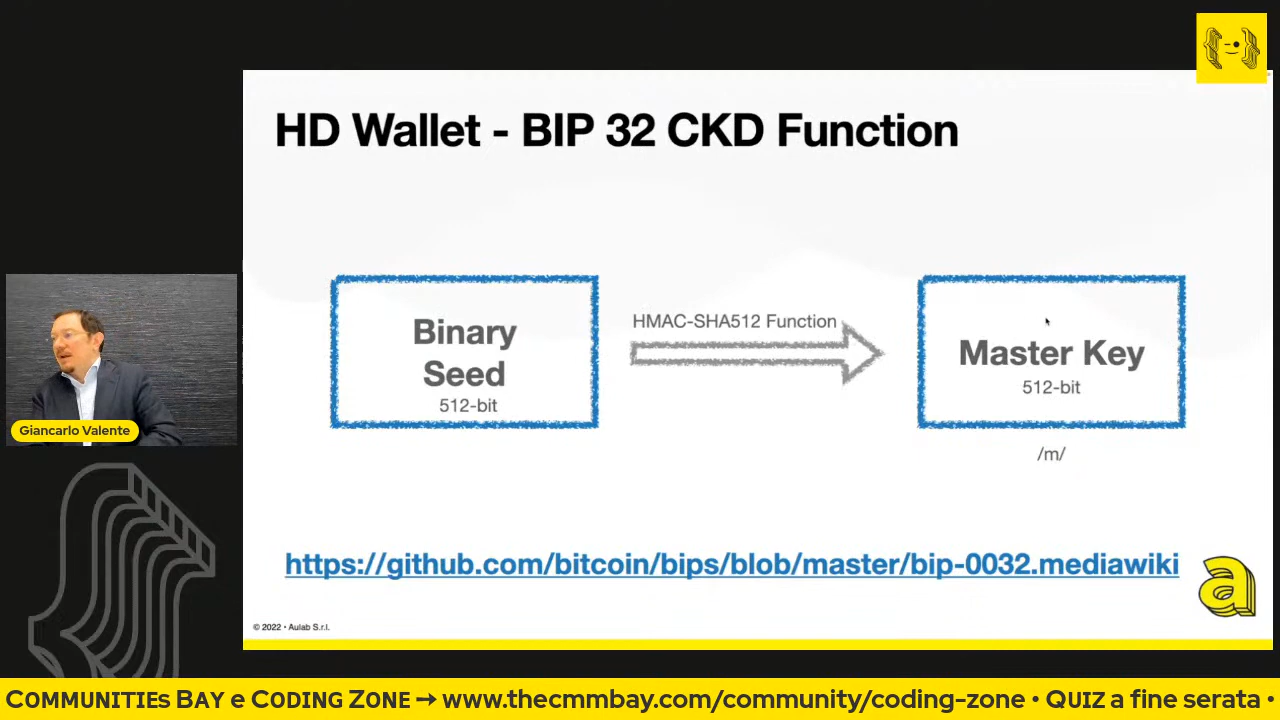 HD Wallet - BIP 32 CKD Function
Binary
Seed
512-bit
HMAC-SHA512 Function
Master Key
512-bit
/m/
Giancarlo Valente
https://github.com/bitcoin/bips/blob/master/bip-0032.mediawiki
a
© 2022 • Aulab S.r.l.
COMMUNITIEs BAY e CODING ZONE → www.thecmmbay.com/community/coding-zone • QUIZ a fine serata •